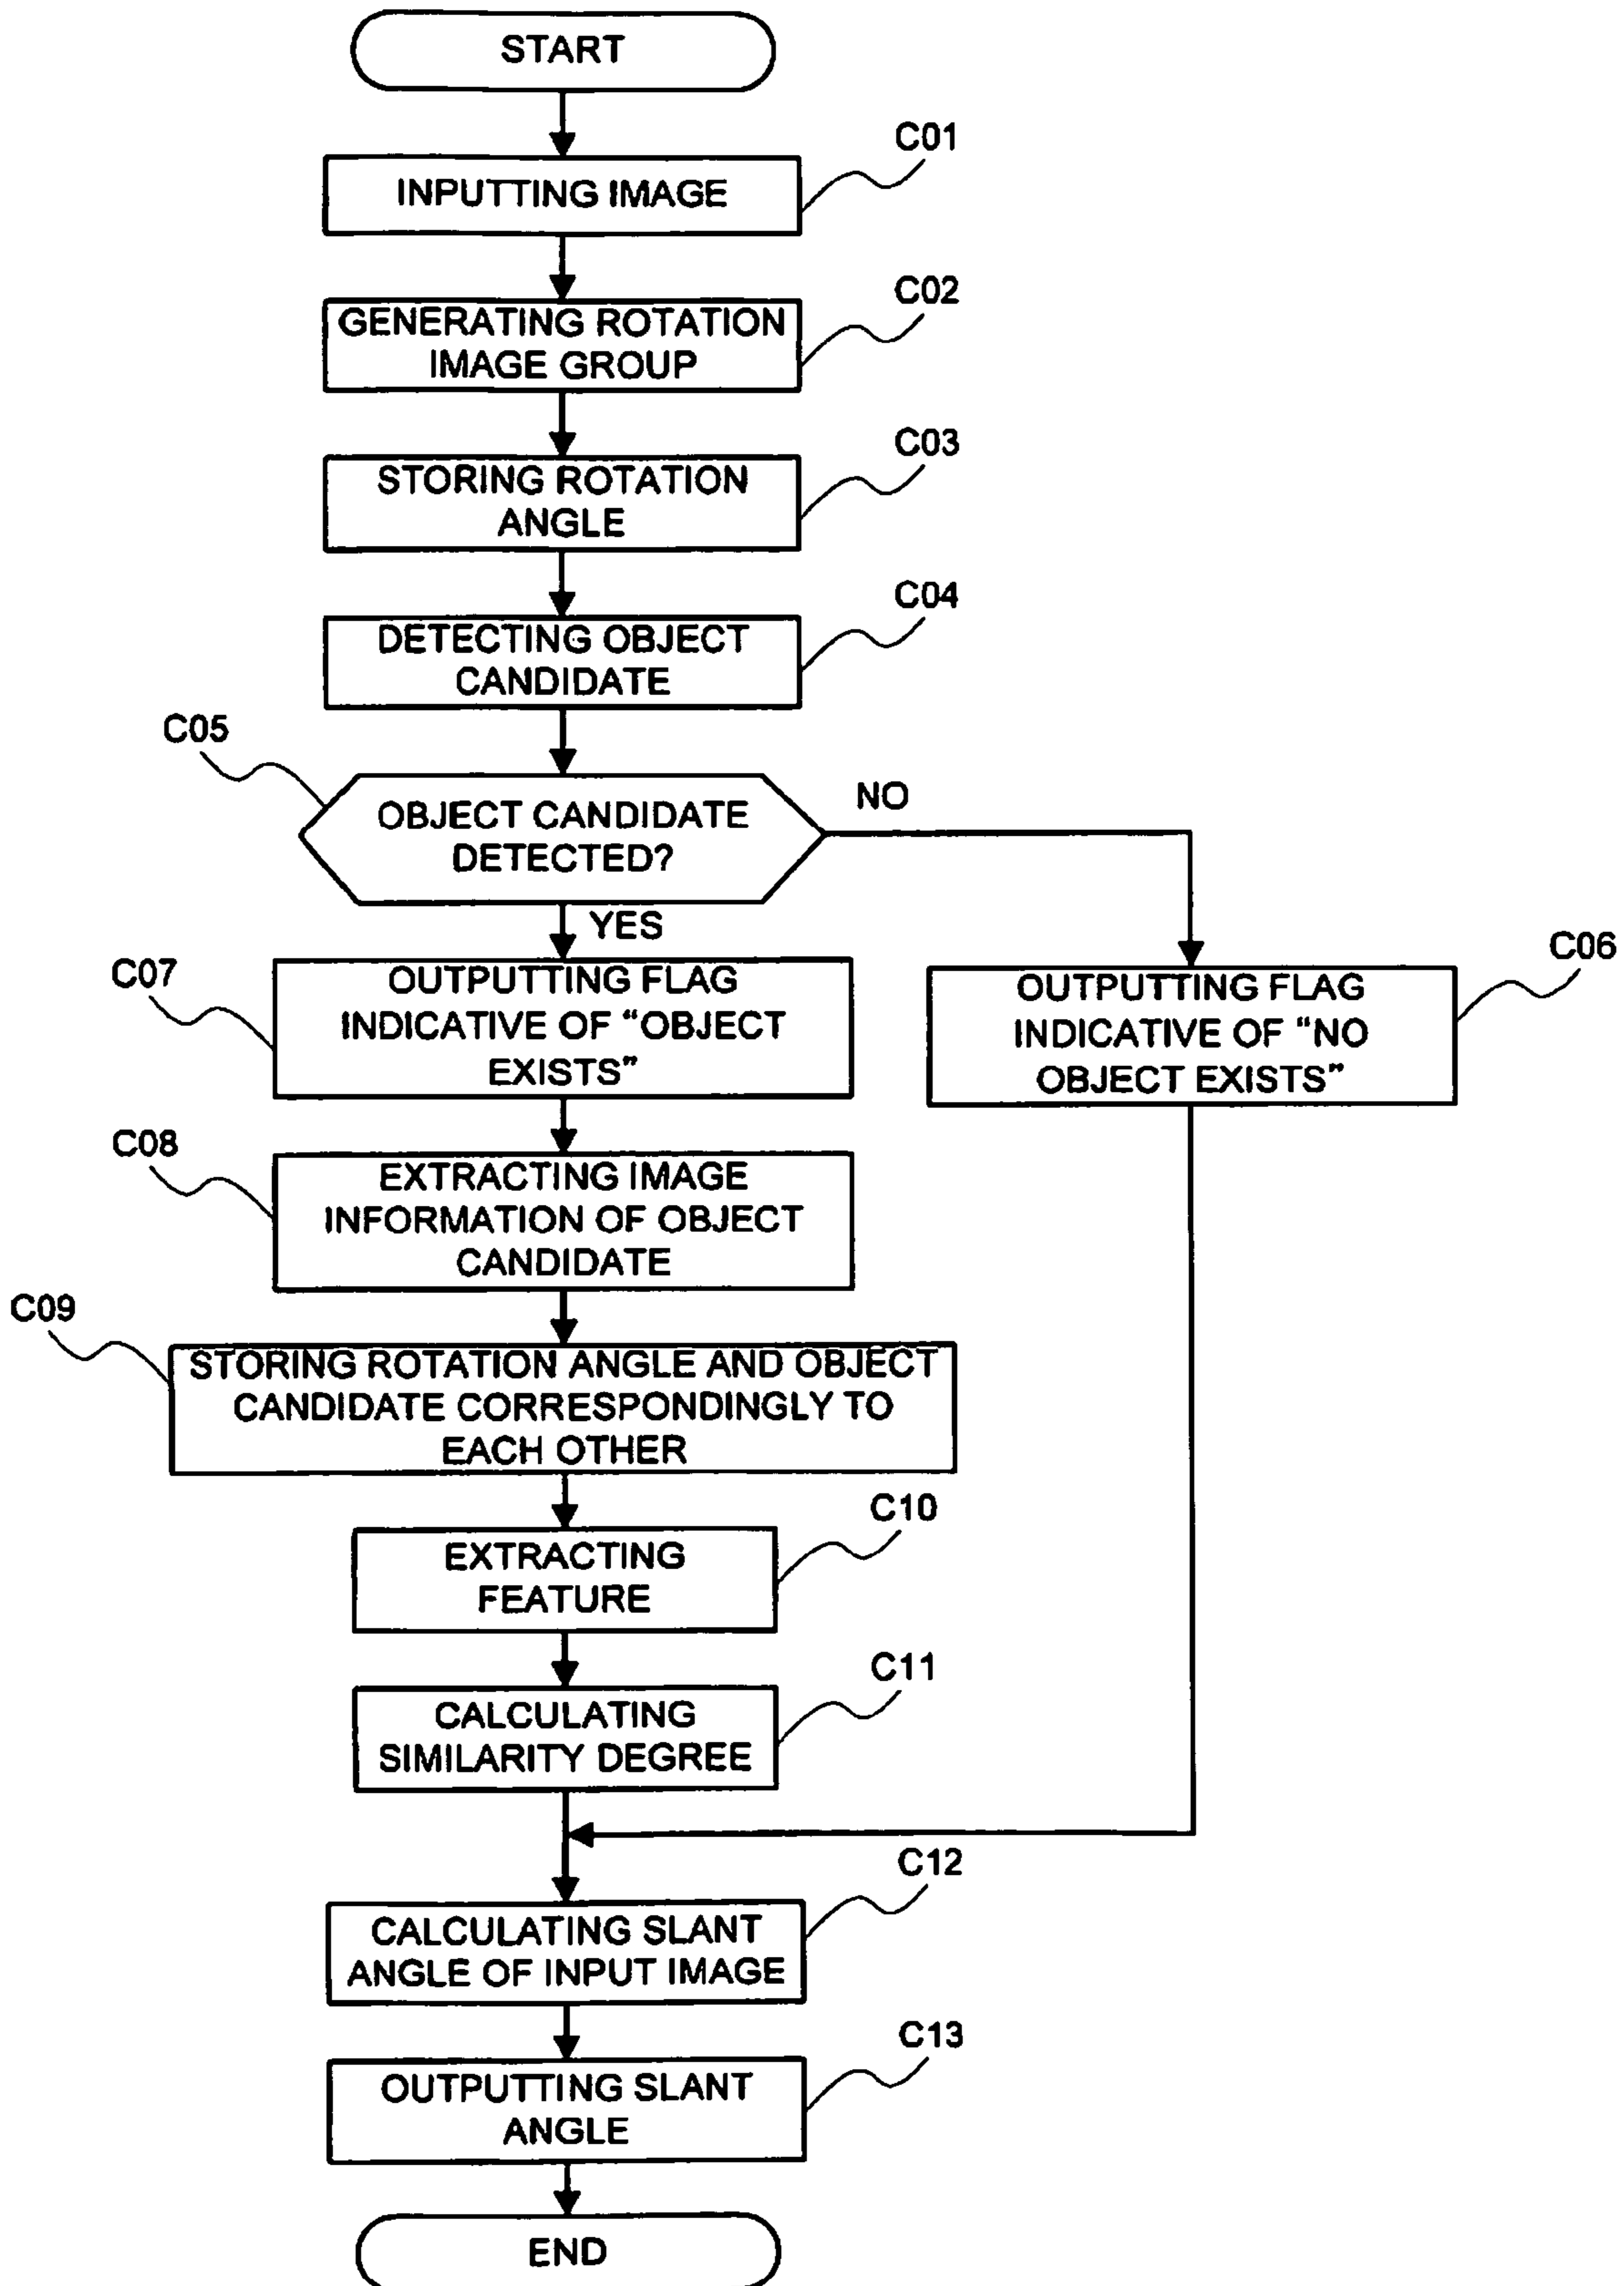 START
C01
INPUTTING IMAGE
C02
GENERATING ROTATION
IMAGE GROUP
C03
STORING ROTATION
ANGLE
C04
DETECTING OBJECT
CANDIDATE
C05
OBJECT CANDIDATE
DETECTED?
NO
YES
C07
OUTPUTTING FLAG
INDICATIVE OF “OBJECT
EXISTS”
C06
OUTPUTTING FLAG
INDICATIVE OF “NO
OBJECT EXISTS”
C08
EXTRACTING IMAGE
INFORMATION OF OBJECT
CANDIDATE
C09
STORING ROTATION ANGLE AND OBJECT
CANDIDATE CORRESPONDINGLY TO
EACH OTHER
C10
EXTRACTING
FEATURE
C11
CALCULATING
SIMILARITY DEGREE
C12
CALCULATING SLANT
ANGLE OF INPUT IMAGE
C13
OUTPUTTING SLANT
ANGLE
END